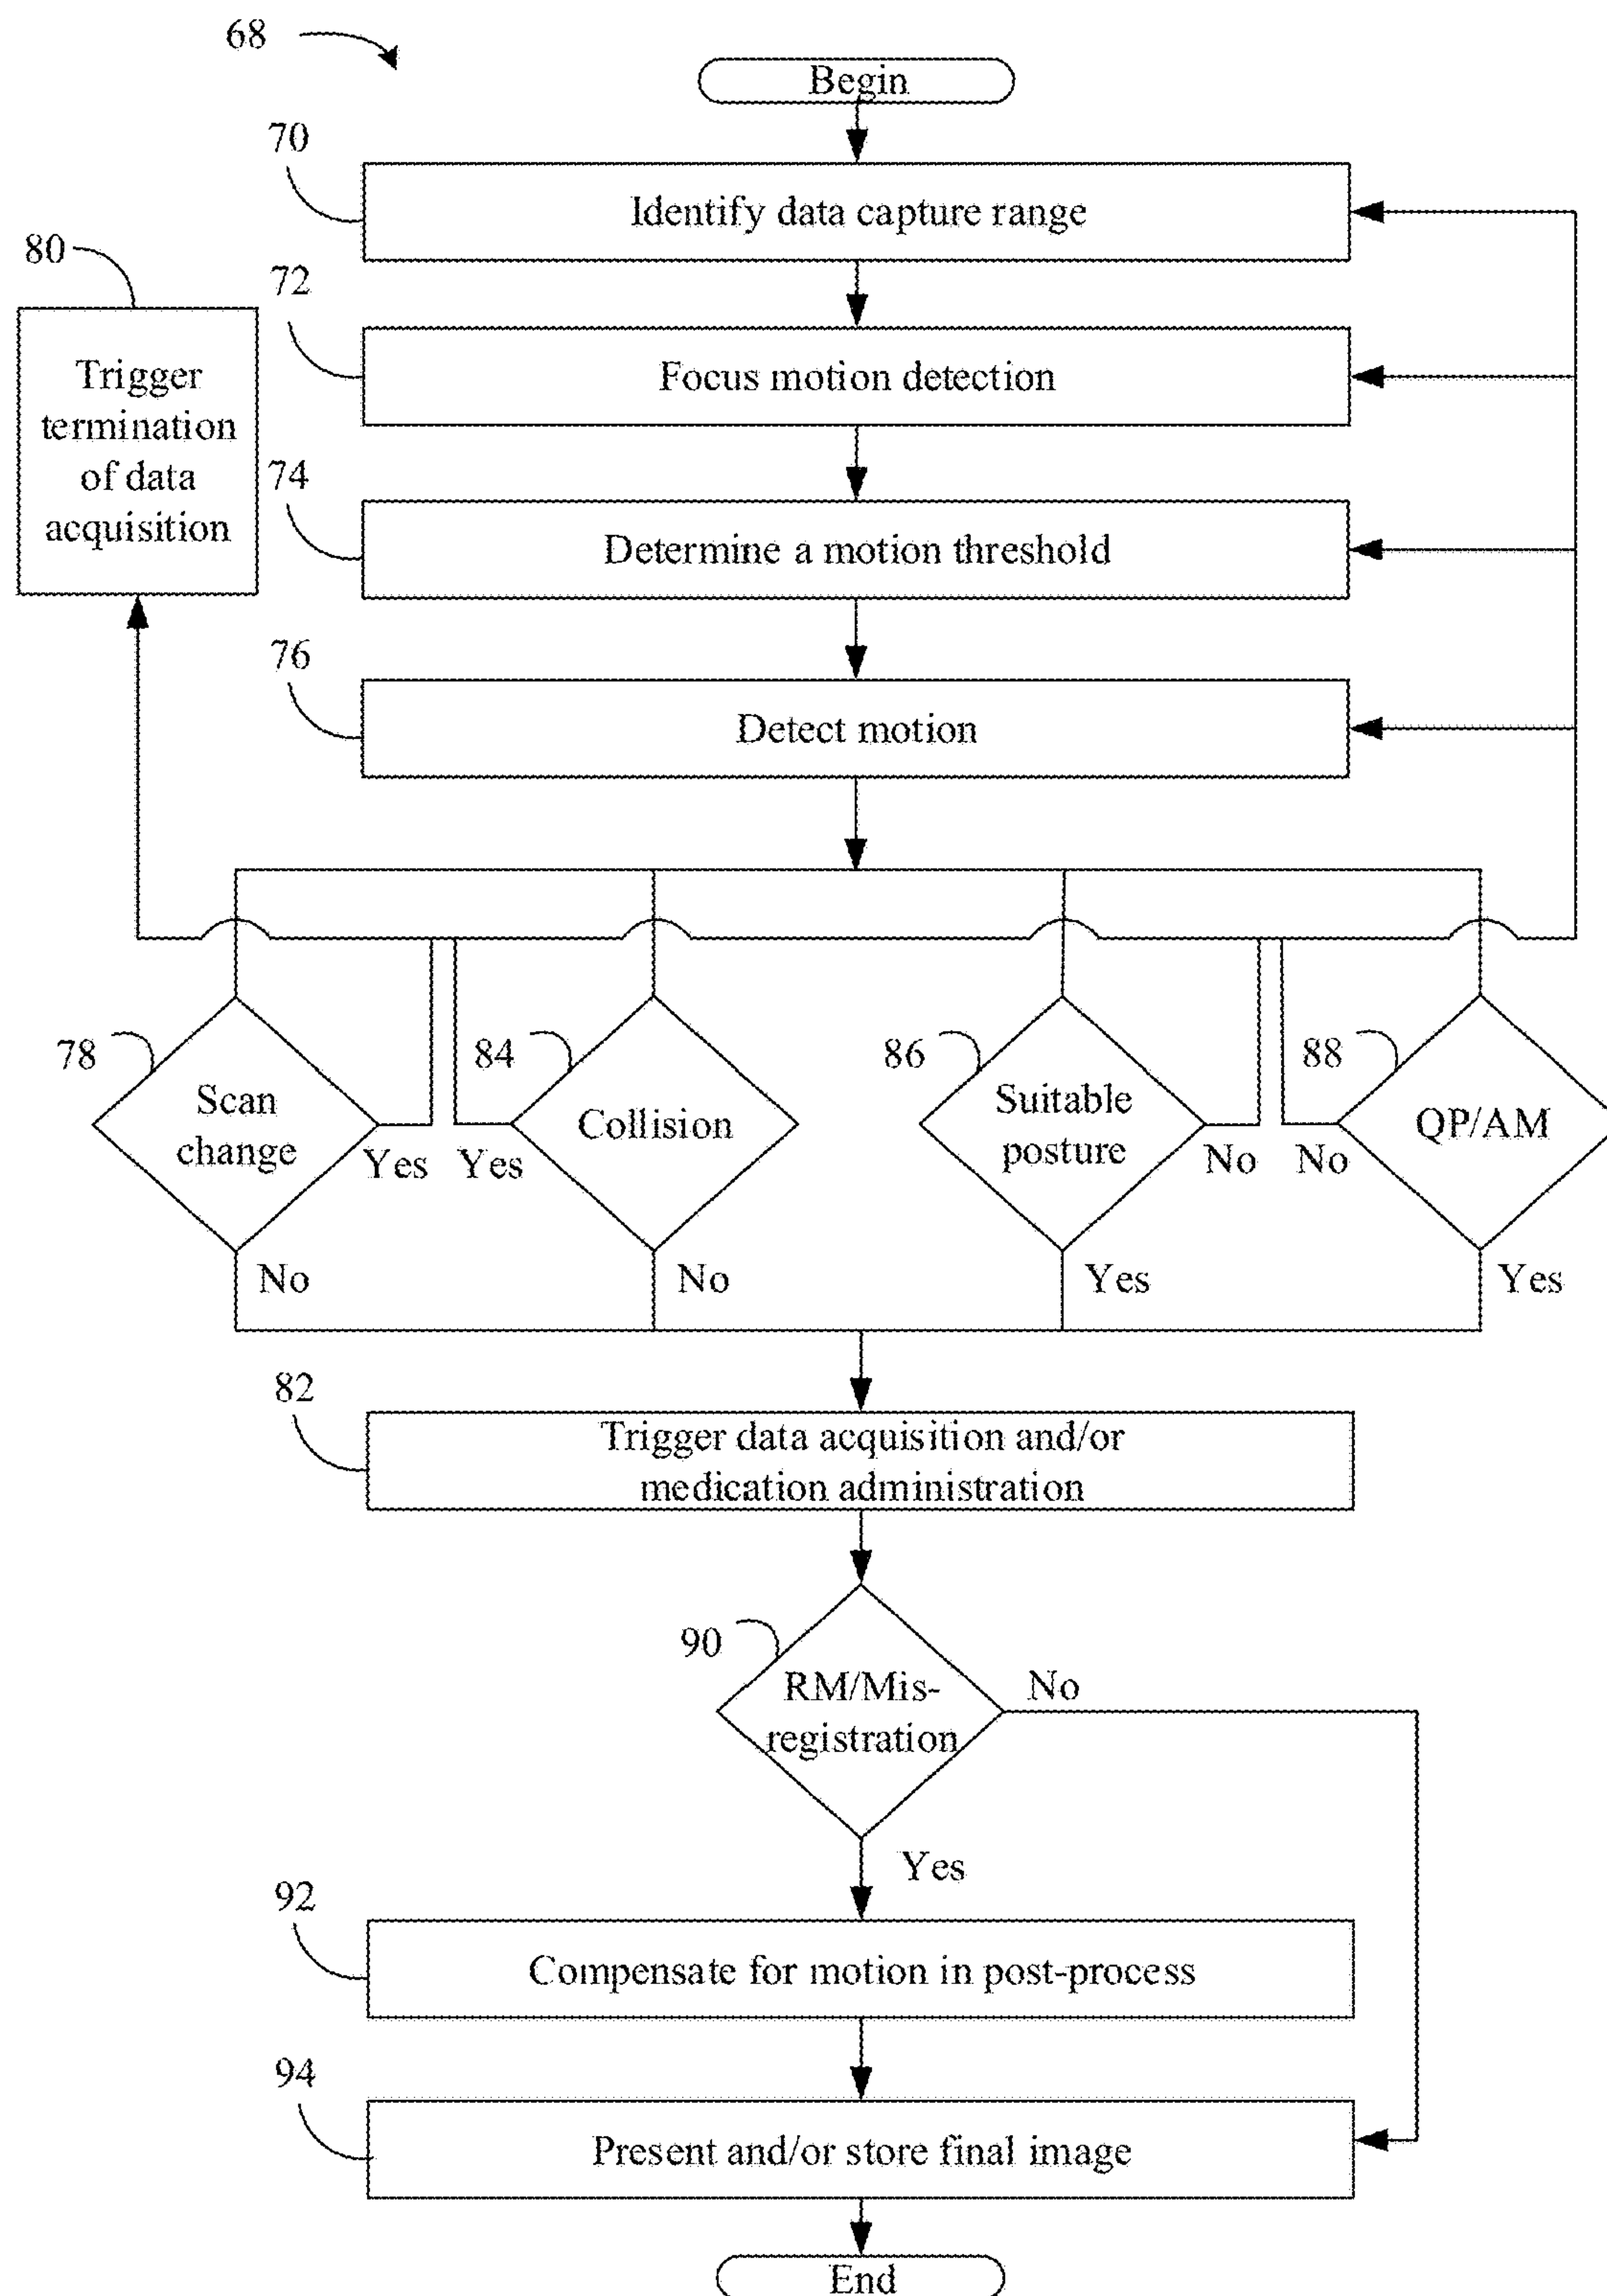 68
Begin
70
Identify data capture range
80
72
Trigger
termination
of data
acquisition
Focus motion detection
74
Determine a motion threshold
76
Detect motion
78
Scan
change
Yes
No
84
Collision
Yes
No
86
Suitable
posture
No
Yes
88
QP/AM
No
Yes
82
Trigger data acquisition and/or
medication administration
90
RM/Mis-
registration
No
Yes
92
Compensate for motion in post-process
94
Present and/or store final image
End